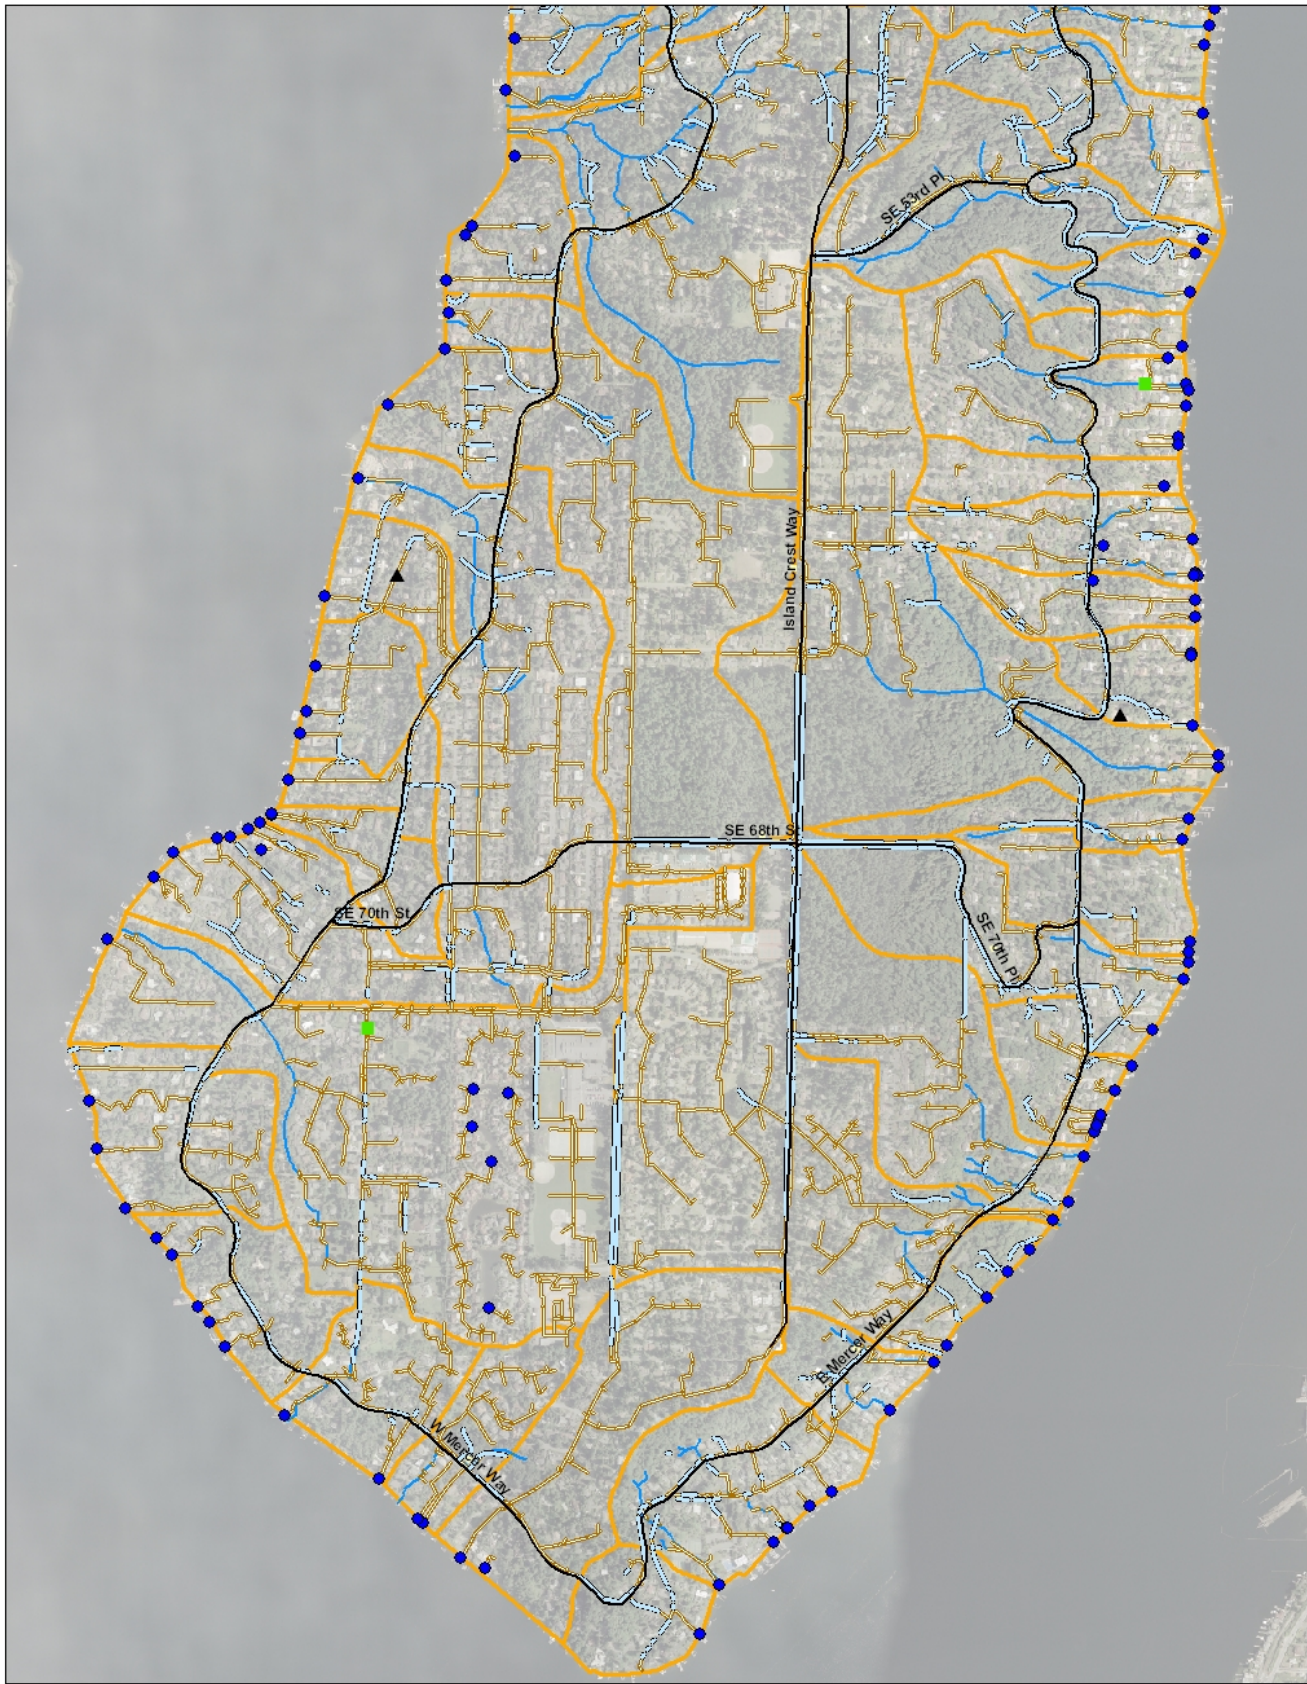 SE 53rd Pl
Island Crest Way
SE 68th St
SE 70th St
SE 70th Pl
E Mercer Way
W Mercer Way